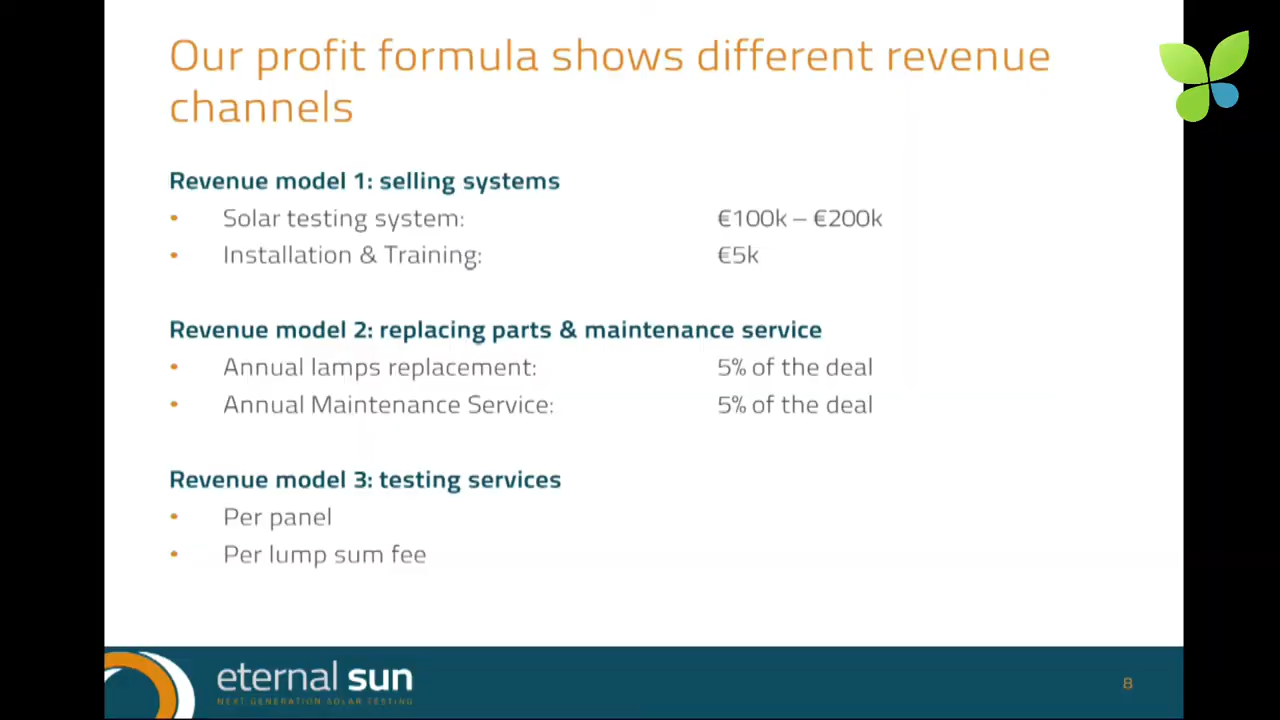 Our profit formula shows different revenue
channels
Revenue model 1: selling systems
• Solar testing system: €100k – €200k
• Installation & Training: €5k
Revenue model 2: replacing parts & maintenance service
• Annual lamps replacement: 5% of the deal
• Annual Maintenance Service: 5% of the deal
Revenue model 3: testing services
• Per panel
• Per lump sum fee
eternal sun
NEXT GENERATION SOLAR TESTING
8